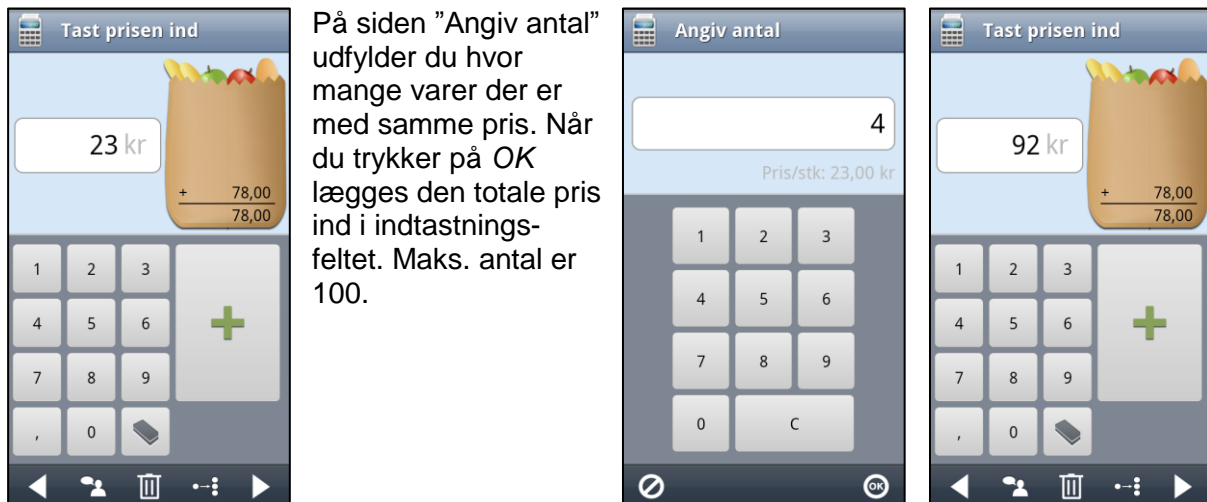 Tast prisen ind
23 kr
+ 78,00
78,00
1 2 3
4 5 6
7 8 9
, 0
På siden ”Angiv antal”
udfylder du hvor
mange varer der er
med samme pris. Når
du trykker på OK
lægges den totale pris
ind i indtastnings-
feltet. Maks. antal er
100.
Angiv antal
4
Pris/stk: 23,00 kr
1 2 3
4 5 6
7 8 9
0 C
OK
Tast prisen ind
92 kr
+ 78,00
78,00
1 2 3
4 5 6
7 8 9
, 0